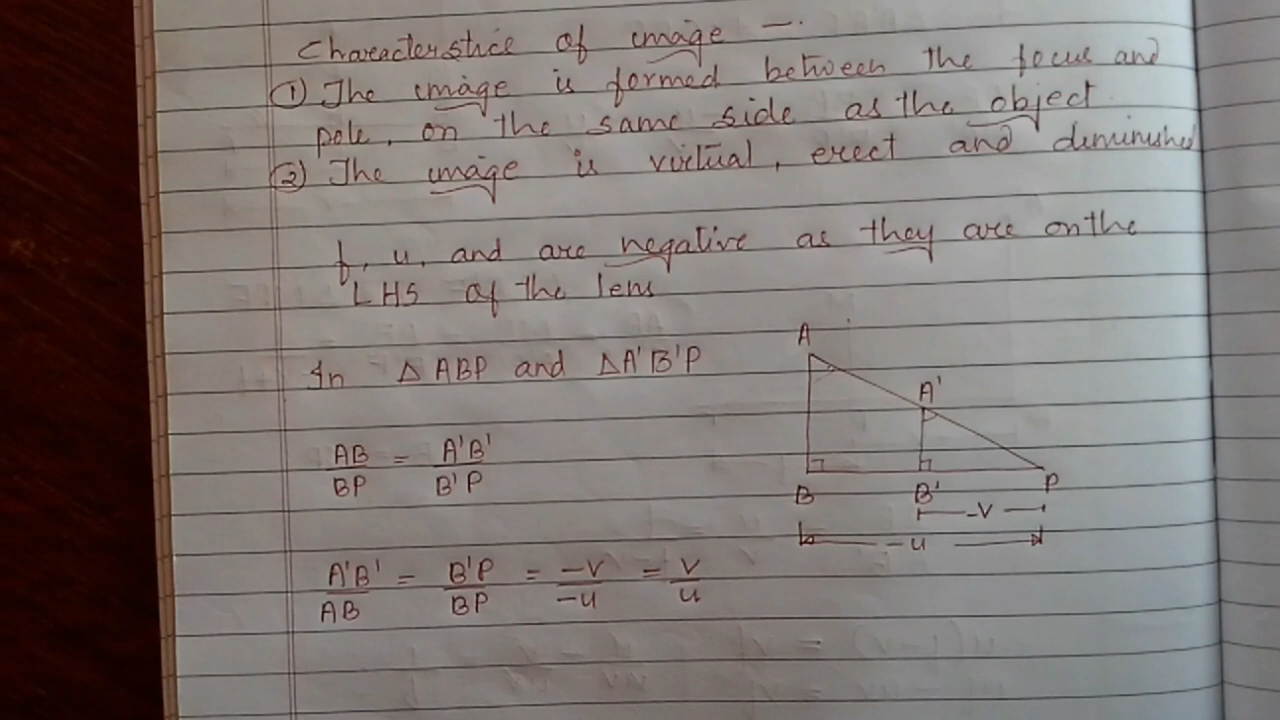 Characterstics of image —.
① The image is formed between the focus and
pole, on the same side as the object.
② The image is virtual, erect and diminished
f, u, and are negative as they are on the
LHS of the lens
In △ ABP and △A'B'P
AB/BP = A'B'/B'P
A'B'/AB = B'P/BP = -v/-u = v/u
A
A'
B B' P
-v
-u